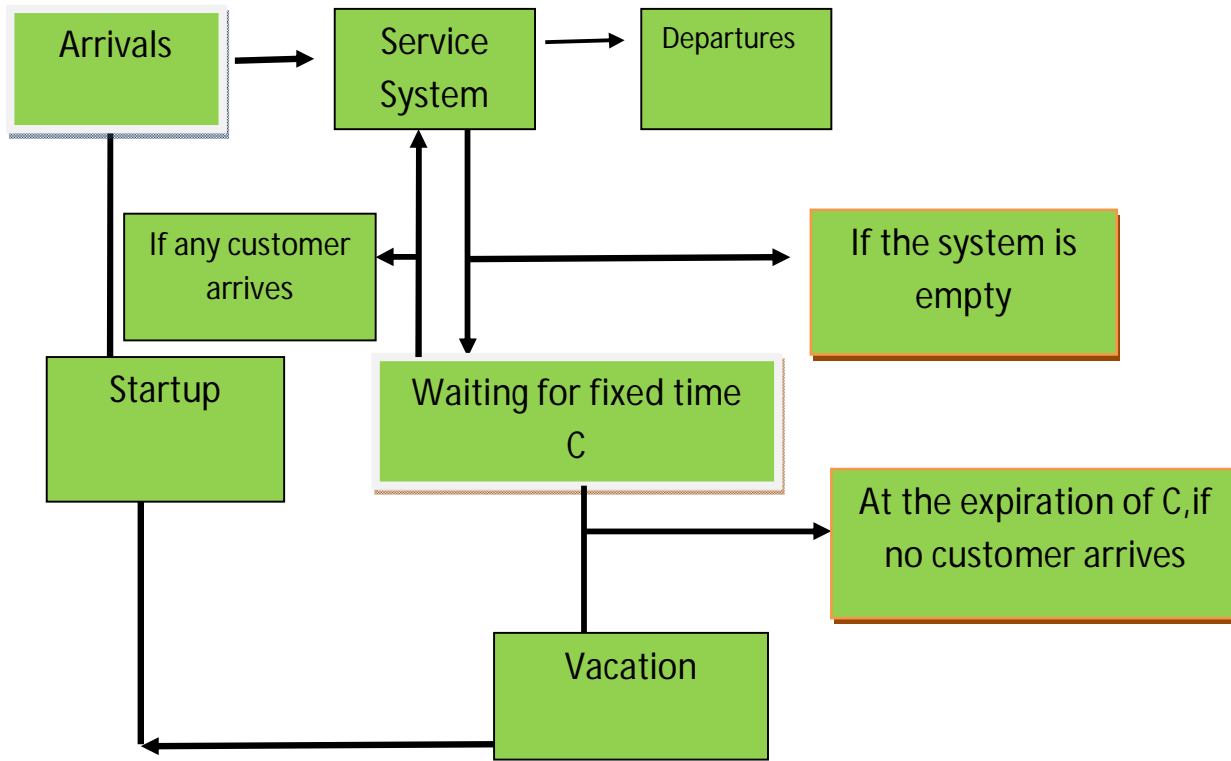 Arrivals
Service
System
Departures
If any customer
arrives
If the system is
empty
Startup
Waiting for fixed time
C
At the expiration of C,if
no customer arrives
Vacation